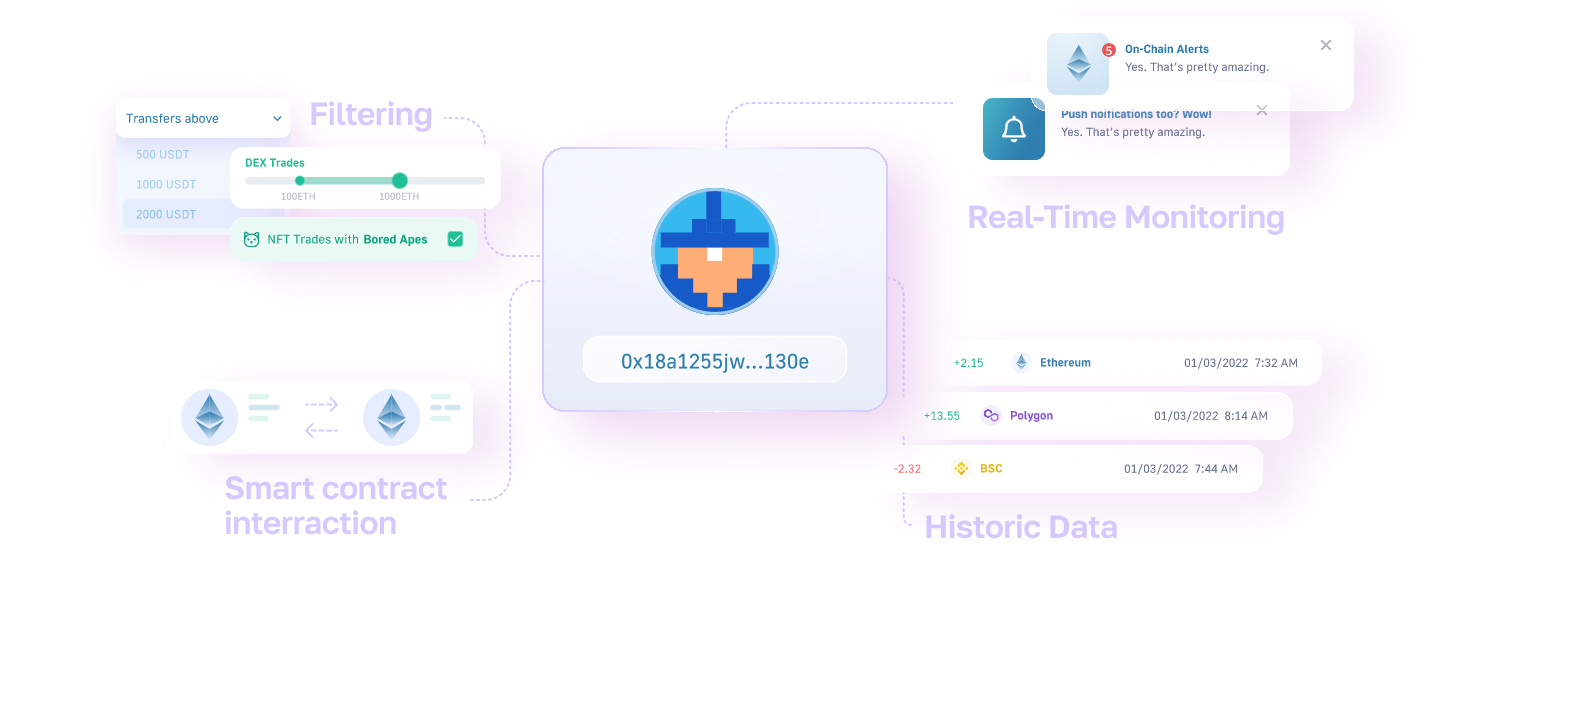 Transfers above
500 USDT
1000 USDT
2000 USDT
Filtering
DEX Trades
100ETH
1000ETH
NFT Trades with Bored Apes
Smart contract
interraction
0x18a1255jw...130e
5
On-Chain Alerts
Yes. That's pretty amazing.
Push noifications too? Wow!
Yes. That's pretty amazing.
Real-Time Monitoring
+2.15 Ethereum 01/03/2022 7:32 AM
+13.55 Polygon 01/03/2022 8:14 AM
-2.32 BSC 01/03/2022 7:44 AM
Historic Data